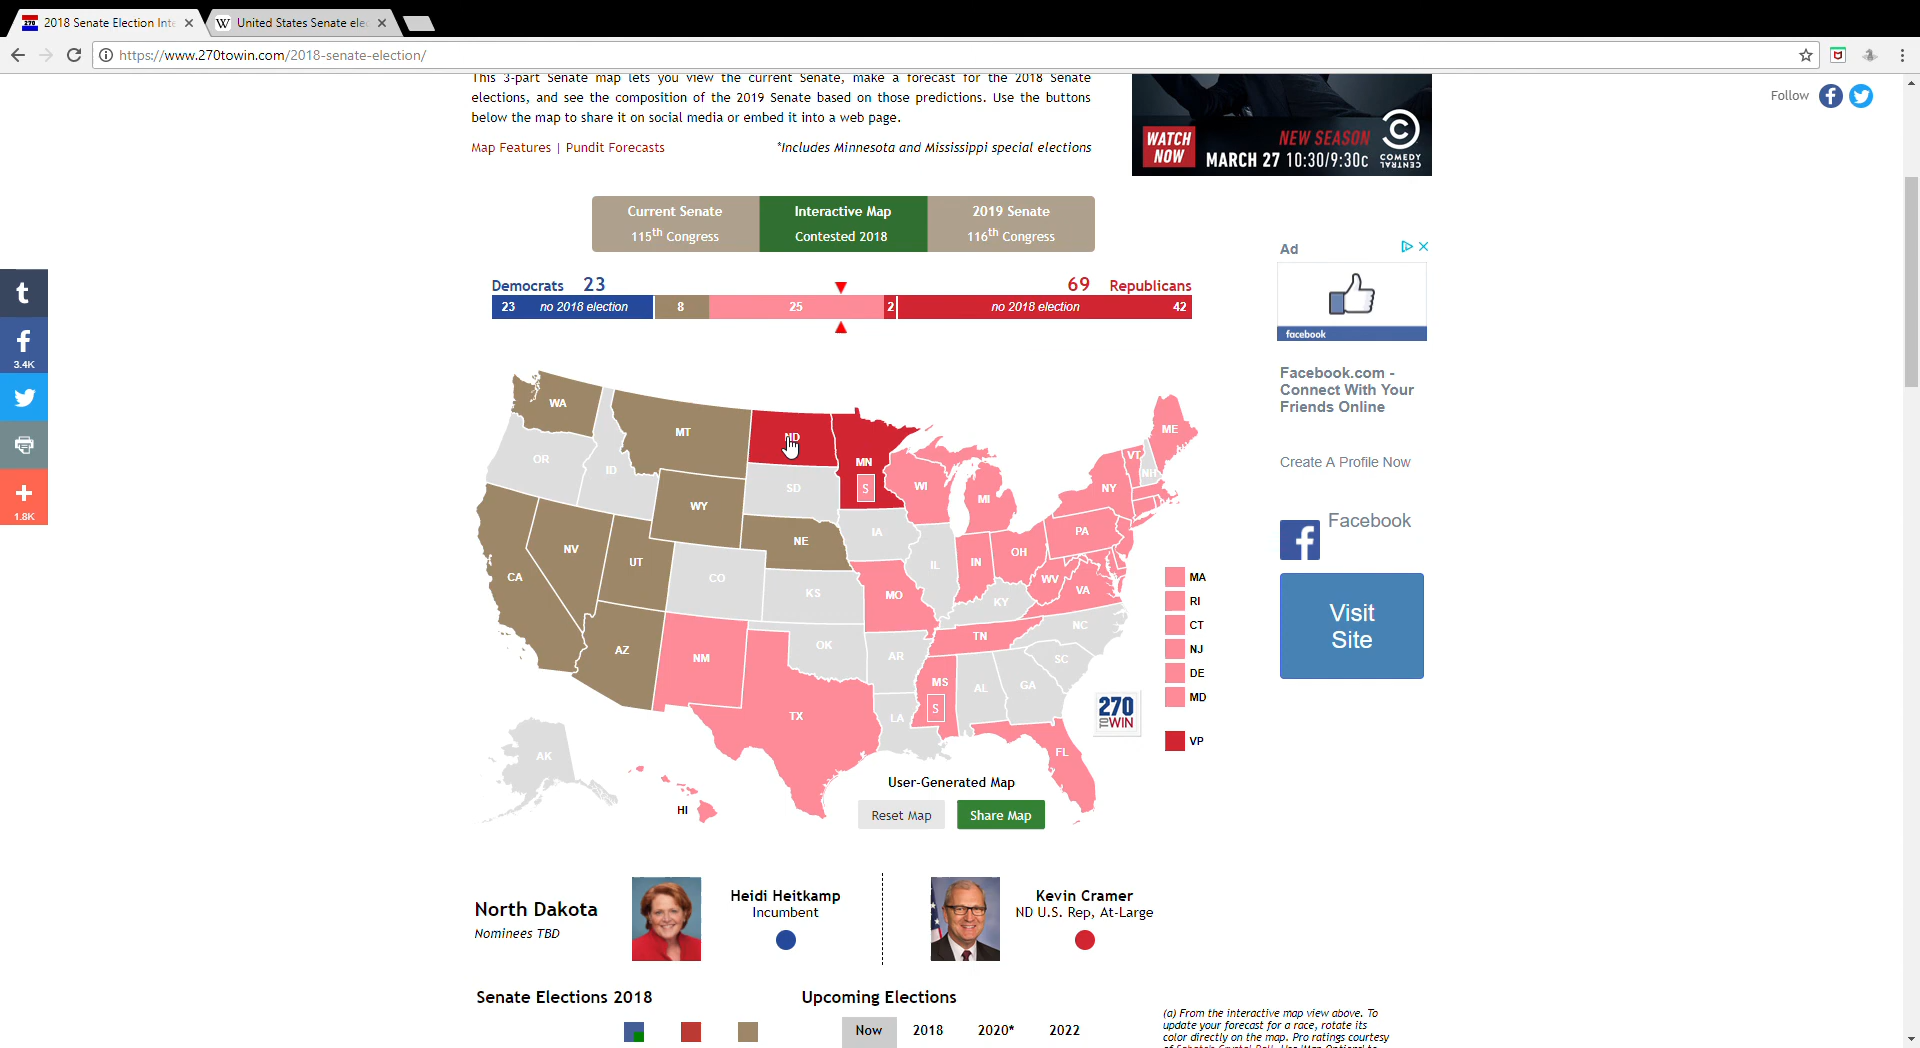 2018 Senate Election Inte
United States Senate ele
https://www.270towin.com/2018-senate-election/
This 3-part Senate map lets you view the current Senate, make a forecast for the 2018 Senate
elections, and see the composition of the 2019 Senate based on those predictions. Use the buttons
below the map to share it on social media or embed it into a web page.
Map Features | Pundit Forecasts
*Includes Minnesota and Mississippi special elections
WATCH NOW
NEW SEASON
MARCH 27 10:30/9:30c
COMEDY
CENTRAL
Follow
Current Senate
115th Congress
Interactive Map
Contested 2018
2019 Senate
116th Congress
Democrats 23
69 Republicans
23 no 2018 election 8 25 2 no 2018 election 42
3.4K
1.8K
Ad
facebook
Facebook.com -
Connect With Your
Friends Online
Create A Profile Now
Facebook
Visit
Site
WA
MT
ND
MN
S
ME
VT
NH
OR
ID
SD
WI
MI
NY
WY
IA
PA
NV
NE
OH
UT
IL
IN
CA
CO
KS
MO
WV
VA
KY
NC
TN
AZ
NM
OK
AR
SC
MS
S
AL
GA
TX
LA
FL
AK
HI
MA
RI
CT
NJ
DE
MD
VP
270
TO WIN
User-Generated Map
Reset Map
Share Map
North Dakota
Nominees TBD
Heidi Heitkamp
Incumbent
Kevin Cramer
ND U.S. Rep, At-Large
Senate Elections 2018
Upcoming Elections
Now 2018 2020* 2022
(a) From the interactive map view above. To
update your forecast for a race, rotate its
color directly on the map. Pro ratings courtesy